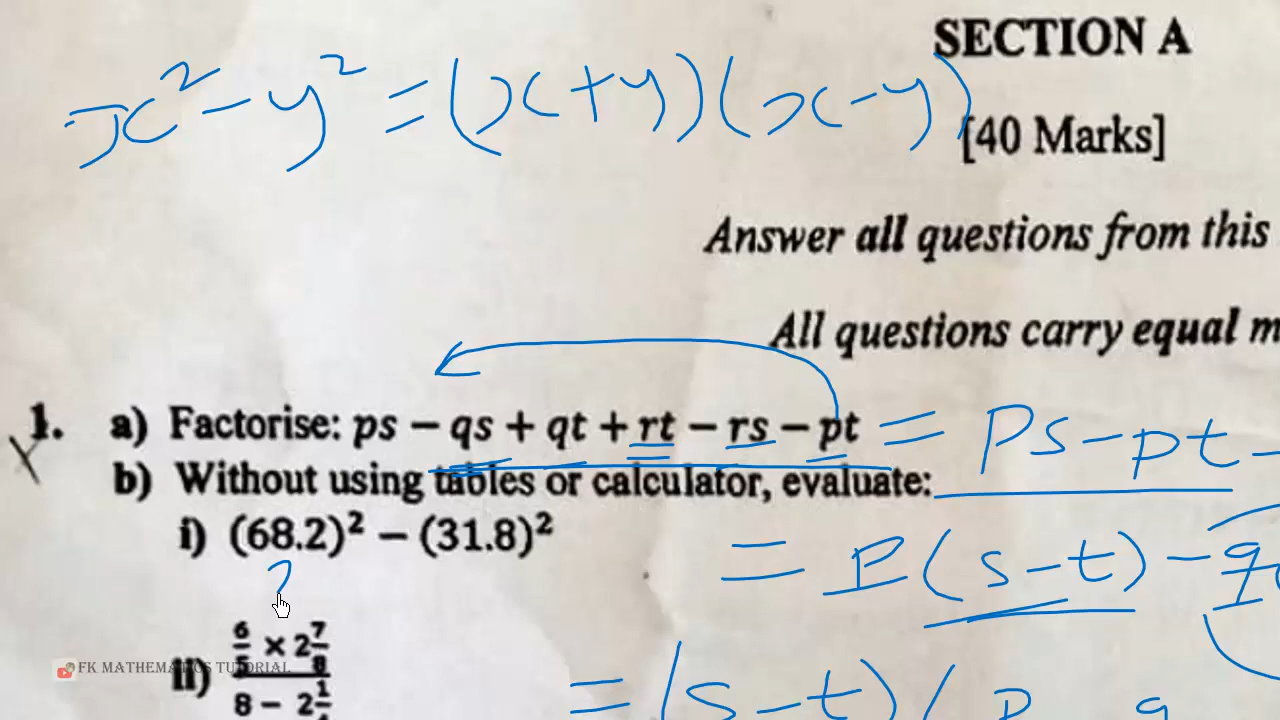 SECTION A
x² − y² = (x + y)(x − y)
[40 Marks]
Answer all questions from this
All questions carry equal m
1. a) Factorise: ps − qs + qt + rt − rs − pt = Ps − pt −
b) Without using tables or calculator, evaluate:
i) (68.2)² − (31.8)²
= P(s − t) − q
ii) 6/5 × 2 7/8
8 − 2 1/
= (s − t)(P q
FK MATHEMATICS TUTORIAL